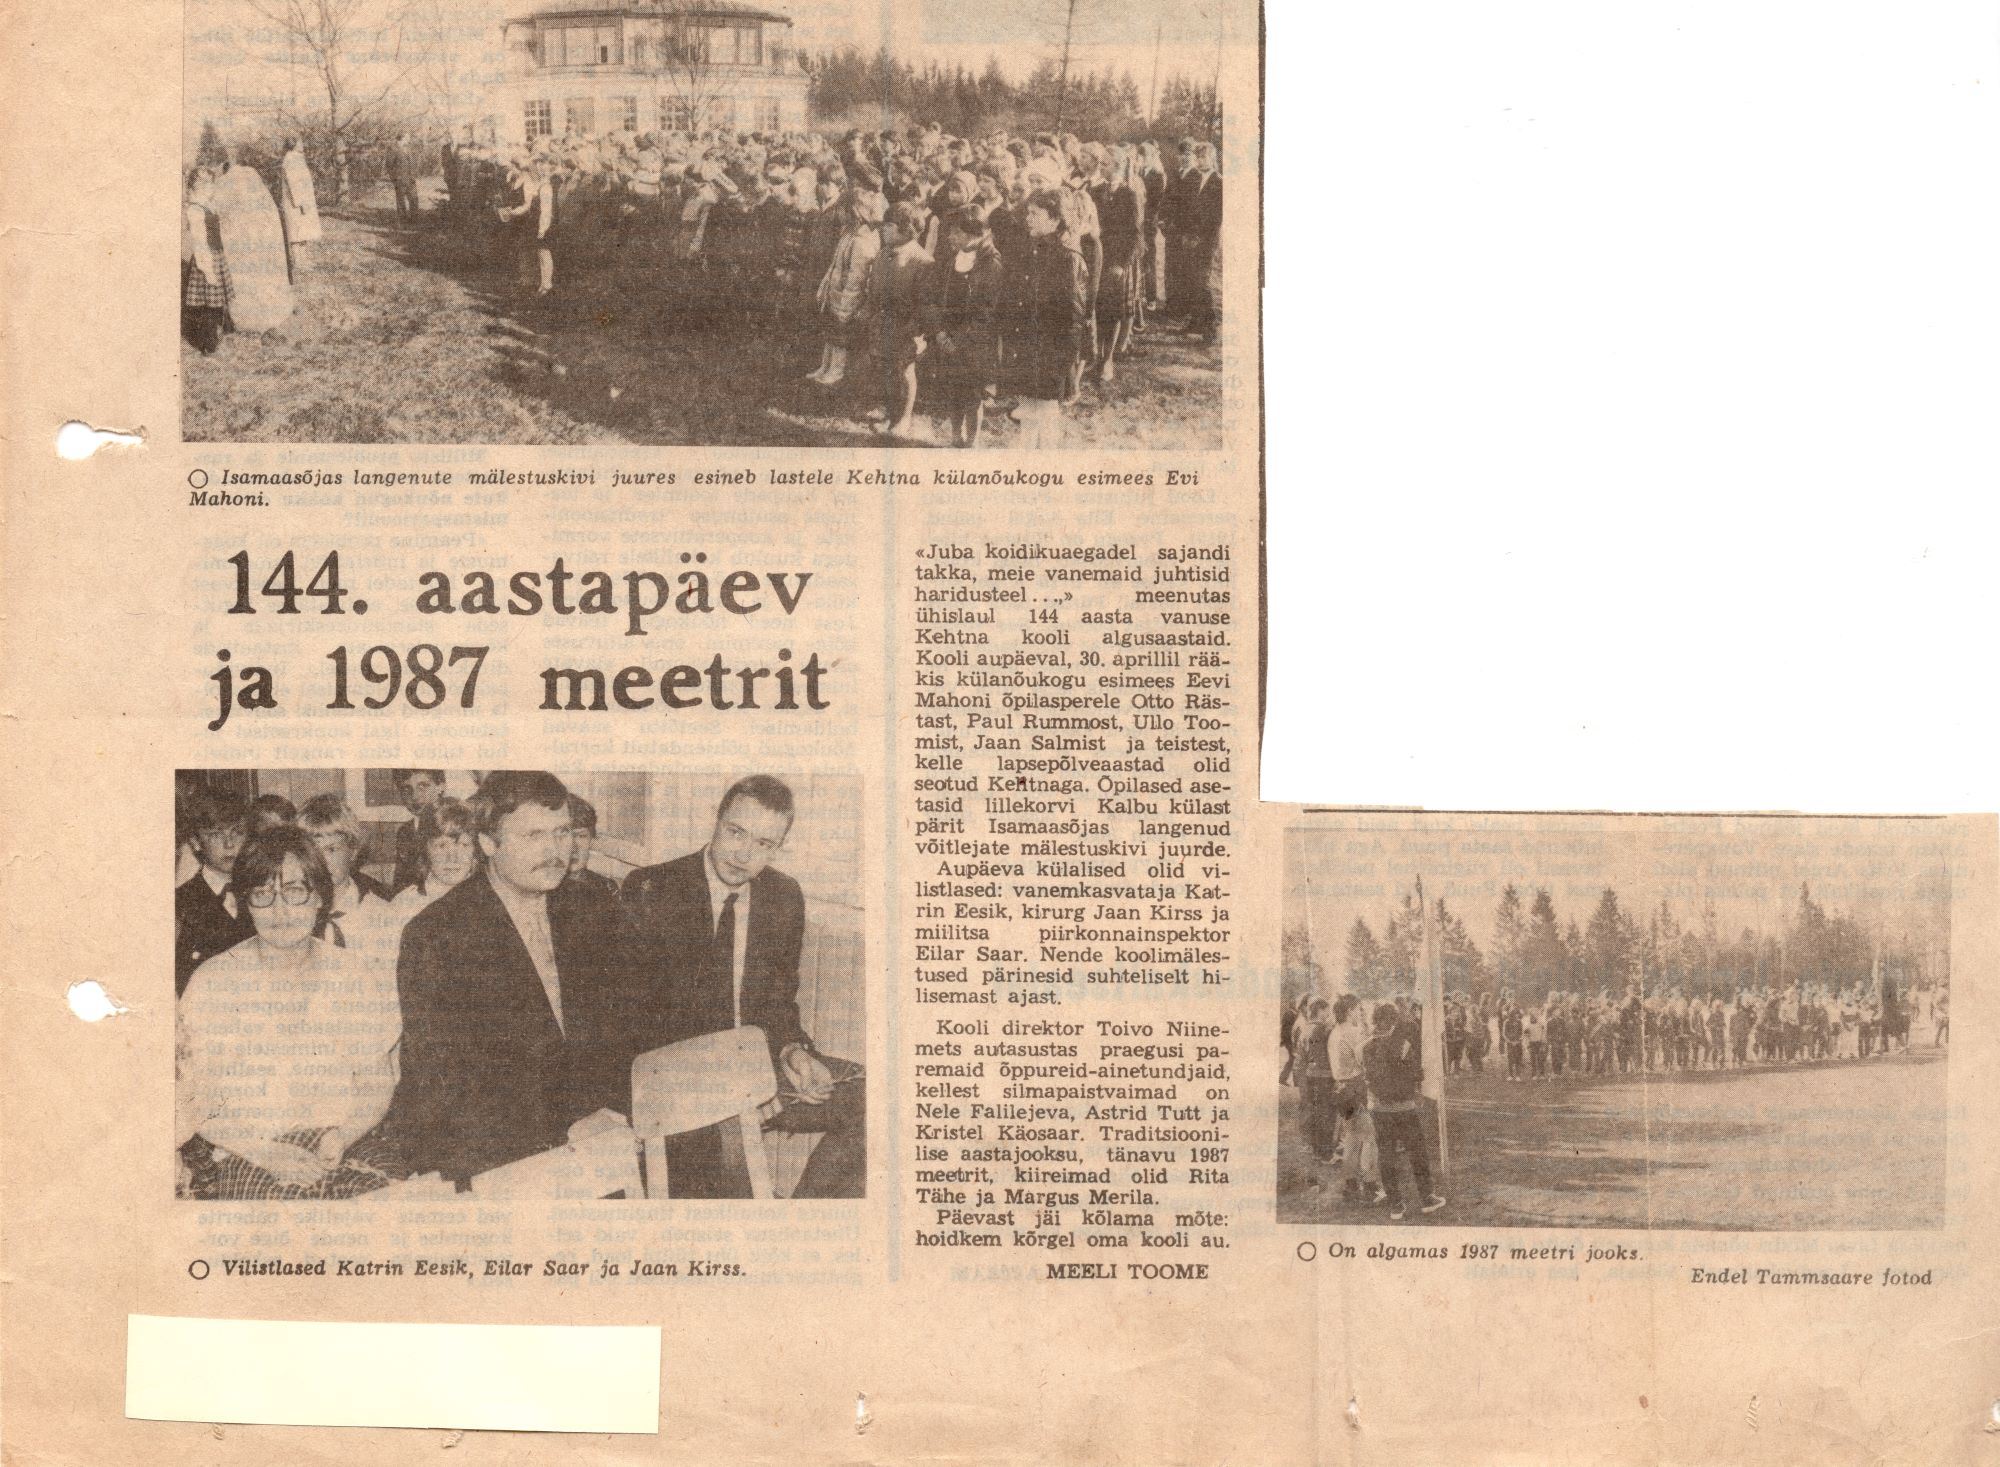 ○ Isamaasõjas langenute mälestuskivi juures esineb lastele Kehtna külanõukogu esimees Evi
Mahoni.
144. aastapäev
ja 1987 meetrit
○ Vilistlased Katrin Eesik, Eilar Saar ja Jaan Kirss.
«Juba koidikuaegadel sajandi
takka, meie vanemaid juhtisid
haridusteel...,» meenutas
ühislaul 144 aasta vanuse
Kehtna kooli algusaastaid.
Kooli aupäeval, 30. aprillil rää-
kis külanõukogu esimees Eevi
Mahoni õpilasperele Otto Räs-
tast, Paul Rummost, Ullo Too-
mist, Jaan Salmist ja teistest,
kelle lapsepõlveaastad olid
seotud Kehtnaga. Õpilased ase-
tasid lillekorvi Kalbu külast
pärit Isamaasõjas langenud
võitlejate mälestuskivi juurde.
Aupäeva külalised olid vi-
listlased: vanemkasvataja Kat-
rin Eesik, kirurg Jaan Kirss ja
miilitsa piirkonnainspektor
Eilar Saar. Nende koolimäles-
tused pärinesid suhteliselt hi-
lisemast ajast.
Kooli direktor Toivo Niine-
mets autasustas praegusi pa-
remaid õppureid-ainetundjaid,
kellest silmapaistvaimad on
Nele Falilejeva, Astrid Tutt ja
Kristel Käosaar. Traditsiooni-
lise aastajooksu, tänavu 1987
meetrit, kiireimad olid Rita
Tähe ja Margus Merila.
Päevast jäi kõlama mõte:
hoidkem kõrgel oma kooli au.
MEELI TOOME
○ On algamas 1987 meetri jooks.
Endel Tammsaare fotod